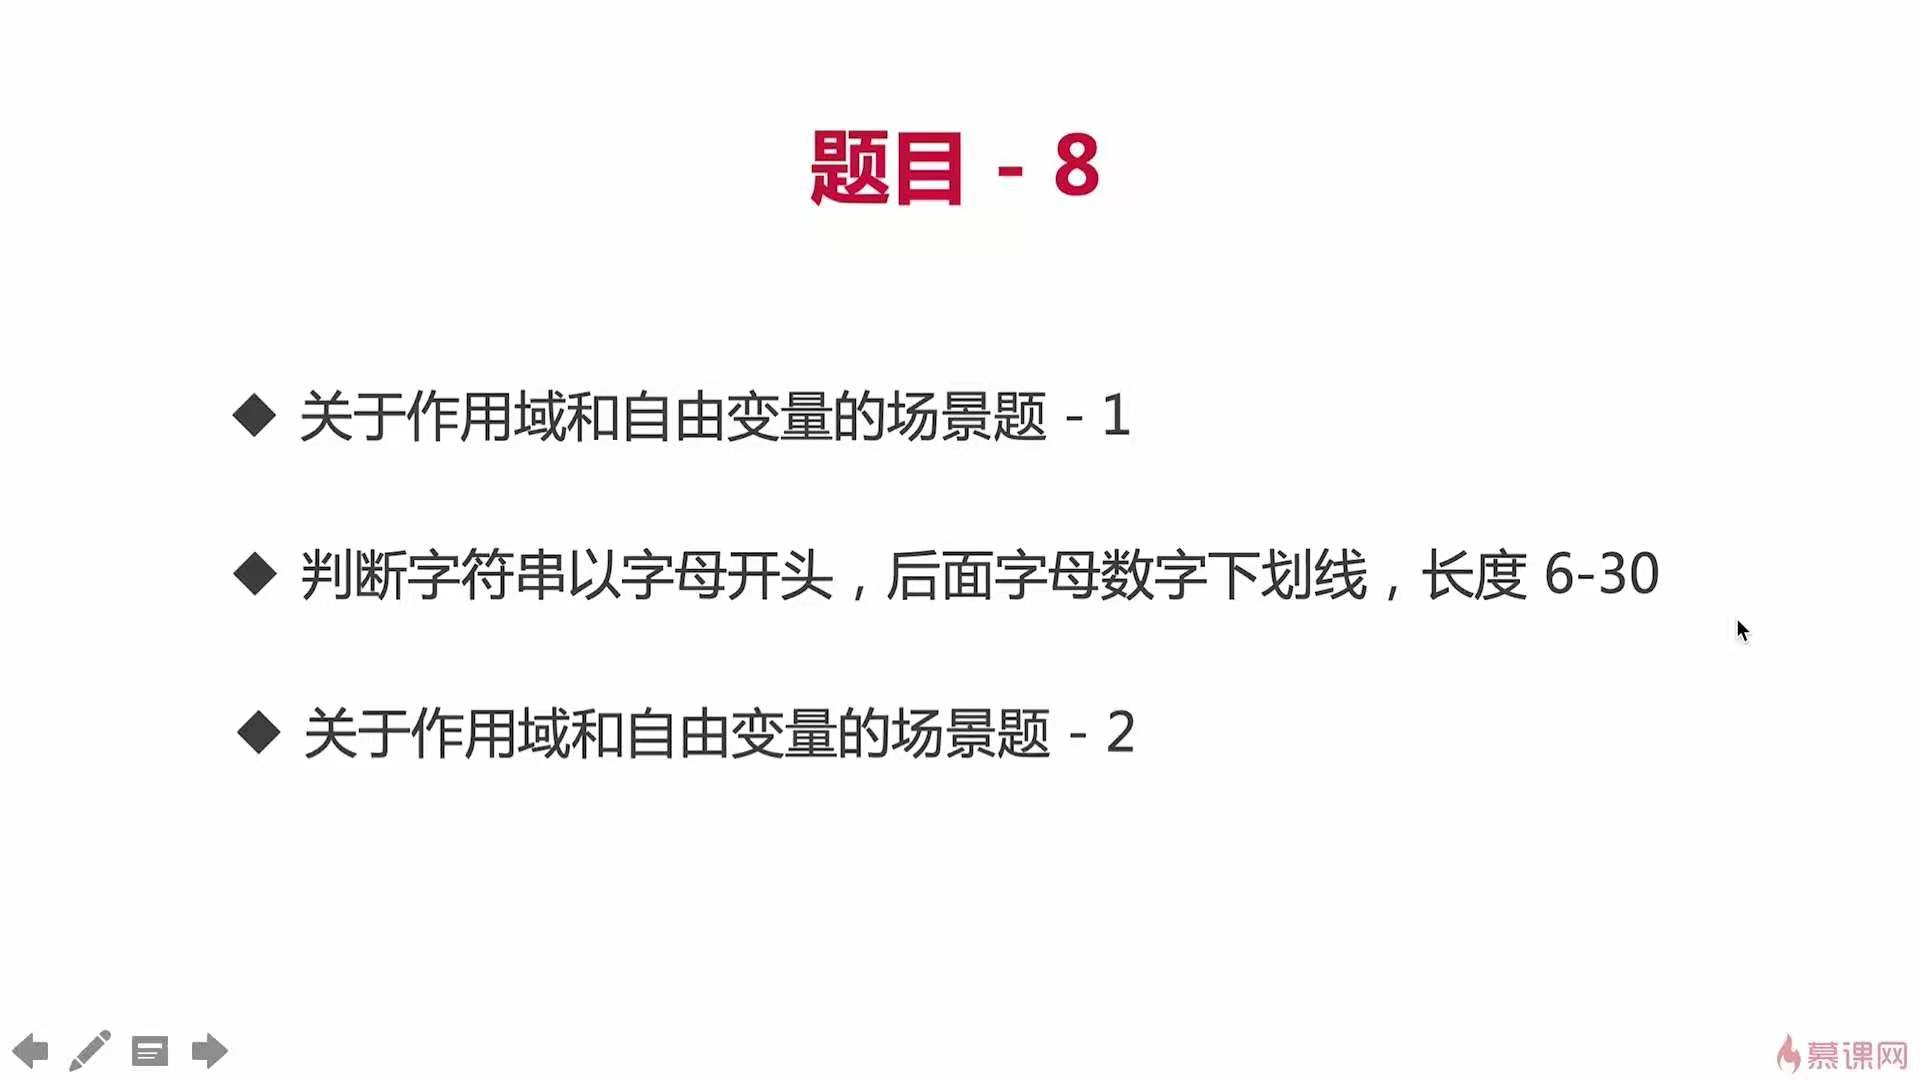 题目 - 8
关于作用域和自由变量的场景题 - 1
判断字符串以字母开头，后面字母数字下划线，长度 6-30
关于作用域和自由变量的场景题 - 2
慕课网